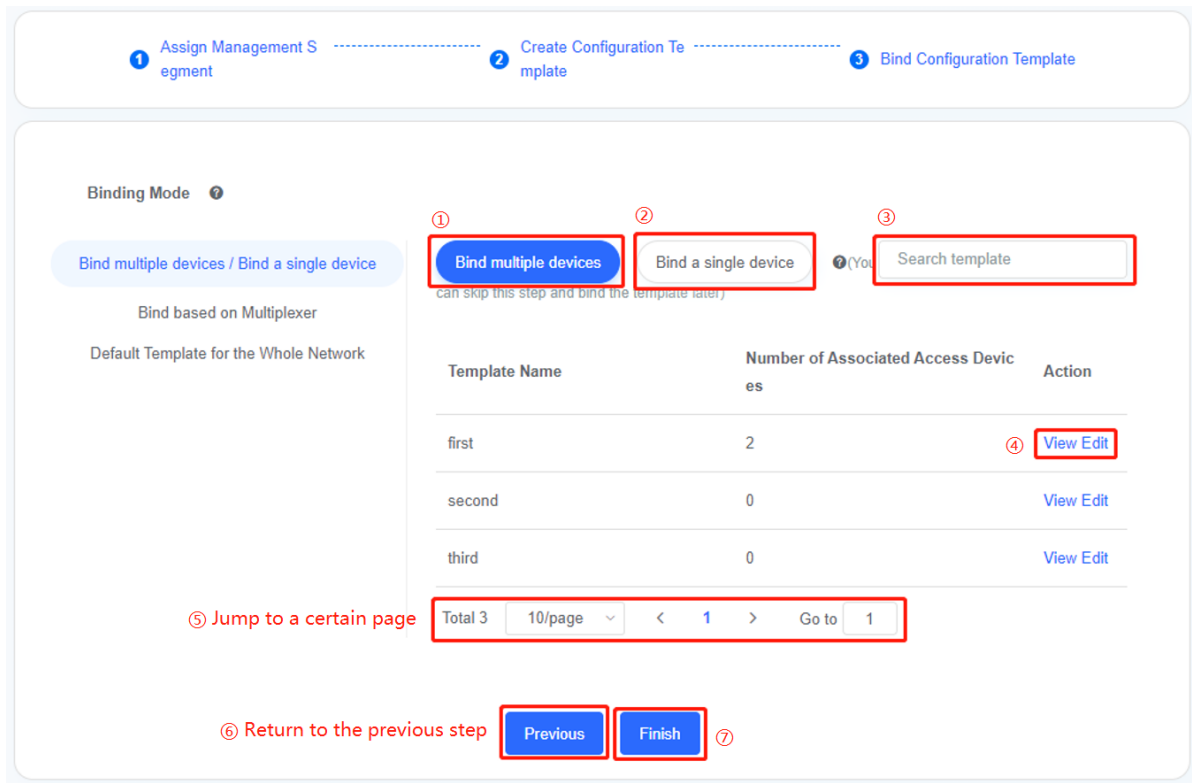 1 Assign Management S
egment
2 Create Configuration Te
mplate
3 Bind Configuration Template
Binding Mode ?
① ② ③
Bind multiple devices / Bind a single device
Bind based on Multiplexer
Default Template for the Whole Network
Bind multiple devices Bind a single device ? (You Search template
can skip this step and bind the template later)
Template Name Number of Associated Access Devic
es Action
first 2 ④ View Edit
second 0 View Edit
third 0 View Edit
⑤ Jump to a certain page Total 3 10/page < 1 > Go to 1
⑥ Return to the previous step Previous Finish ⑦